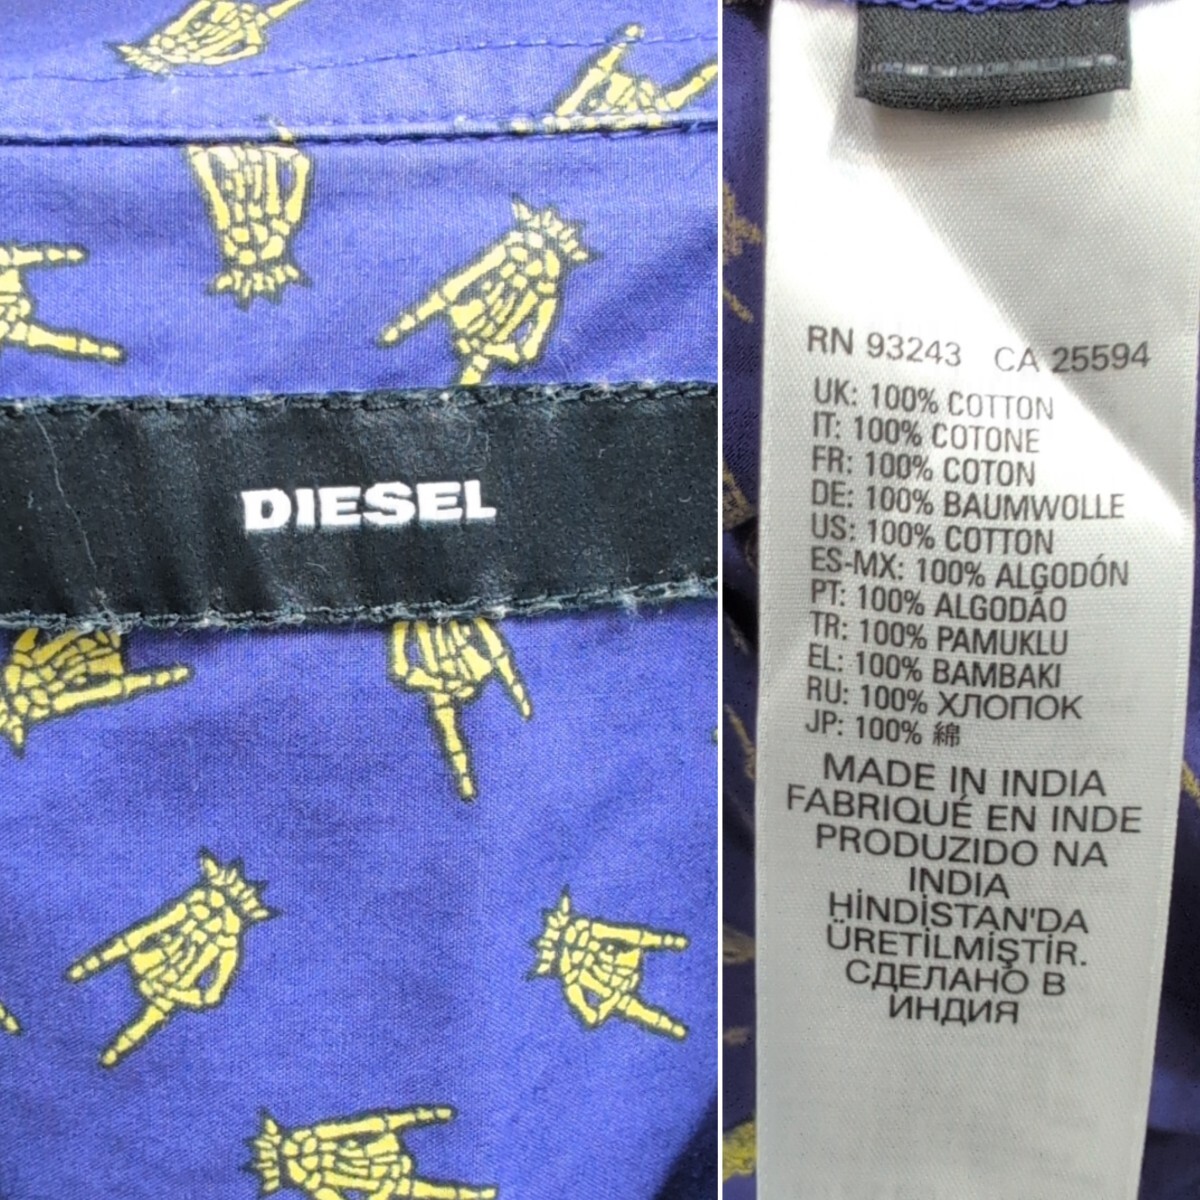 DIESEL
RN 93243 CA 25594
UK: 100% COTTON
IT: 100% COTONE
FR: 100% COTON
DE: 100% BAUMWOLLE
US: 100% COTTON
ES-MX: 100% ALGODÓN
PT: 100% ALGODÃO
TR: 100% PAMUKLU
EL: 100% BAMBAKI
RU: 100% ХЛОПОК
JP: 100% 綿
MADE IN INDIA
FABRIQUÉ EN INDE
PRODUZIDO NA
INDIA
HİNDİSTAN'DA
ÜRETİLMİŞTİR.
СДЕЛАНО В
ИНДИЯ